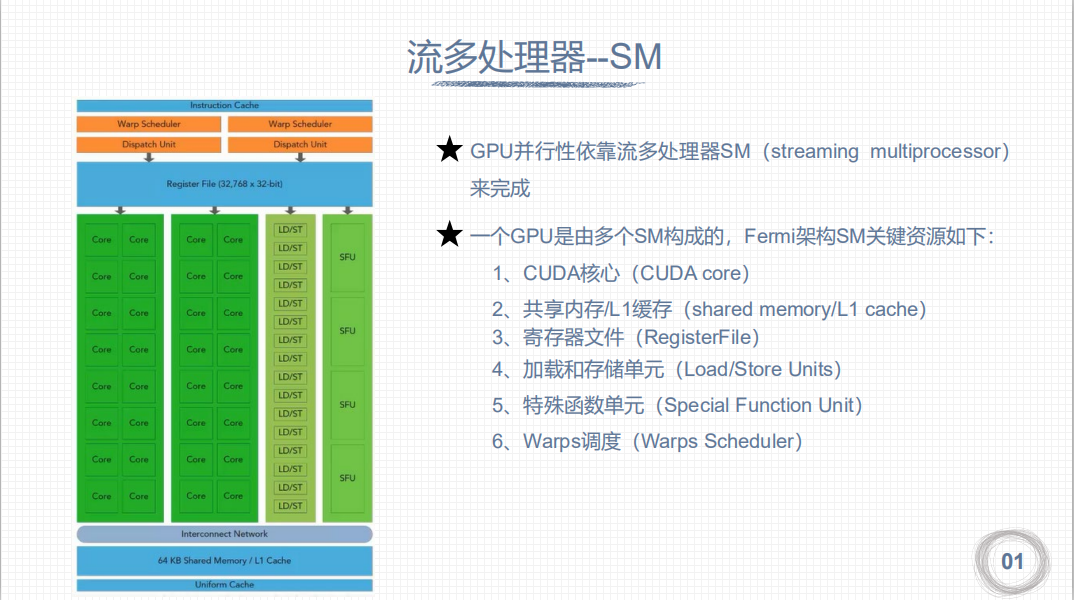 流多处理器--SM
Instruction Cache
Warp Scheduler Warp Scheduler
Dispatch Unit Dispatch Unit
Register File (32,768 x 32-bit)
Core Core Core Core LD/ST
LD/ST
SFU
Core Core Core Core LD/ST
LD/ST
Core Core Core Core LD/ST
LD/ST
SFU
Core Core Core Core LD/ST
LD/ST
Core Core Core Core LD/ST
LD/ST
SFU
Core Core Core Core LD/ST
LD/ST
Core Core Core Core LD/ST
LD/ST
SFU
Core Core Core Core LD/ST
LD/ST
Interconnect Network
64 KB Shared Memory / L1 Cache
Uniform Cache
GPU并行性依靠流多处理器SM（streaming multiprocessor）
来完成
一个GPU是由多个SM构成的，Fermi架构SM关键资源如下：
1、CUDA核心（CUDA core）
2、共享内存/L1缓存（shared memory/L1 cache）
3、寄存器文件（RegisterFile）
4、加载和存储单元（Load/Store Units）
5、特殊函数单元（Special Function Unit）
6、Warps调度（Warps Scheduler）
01